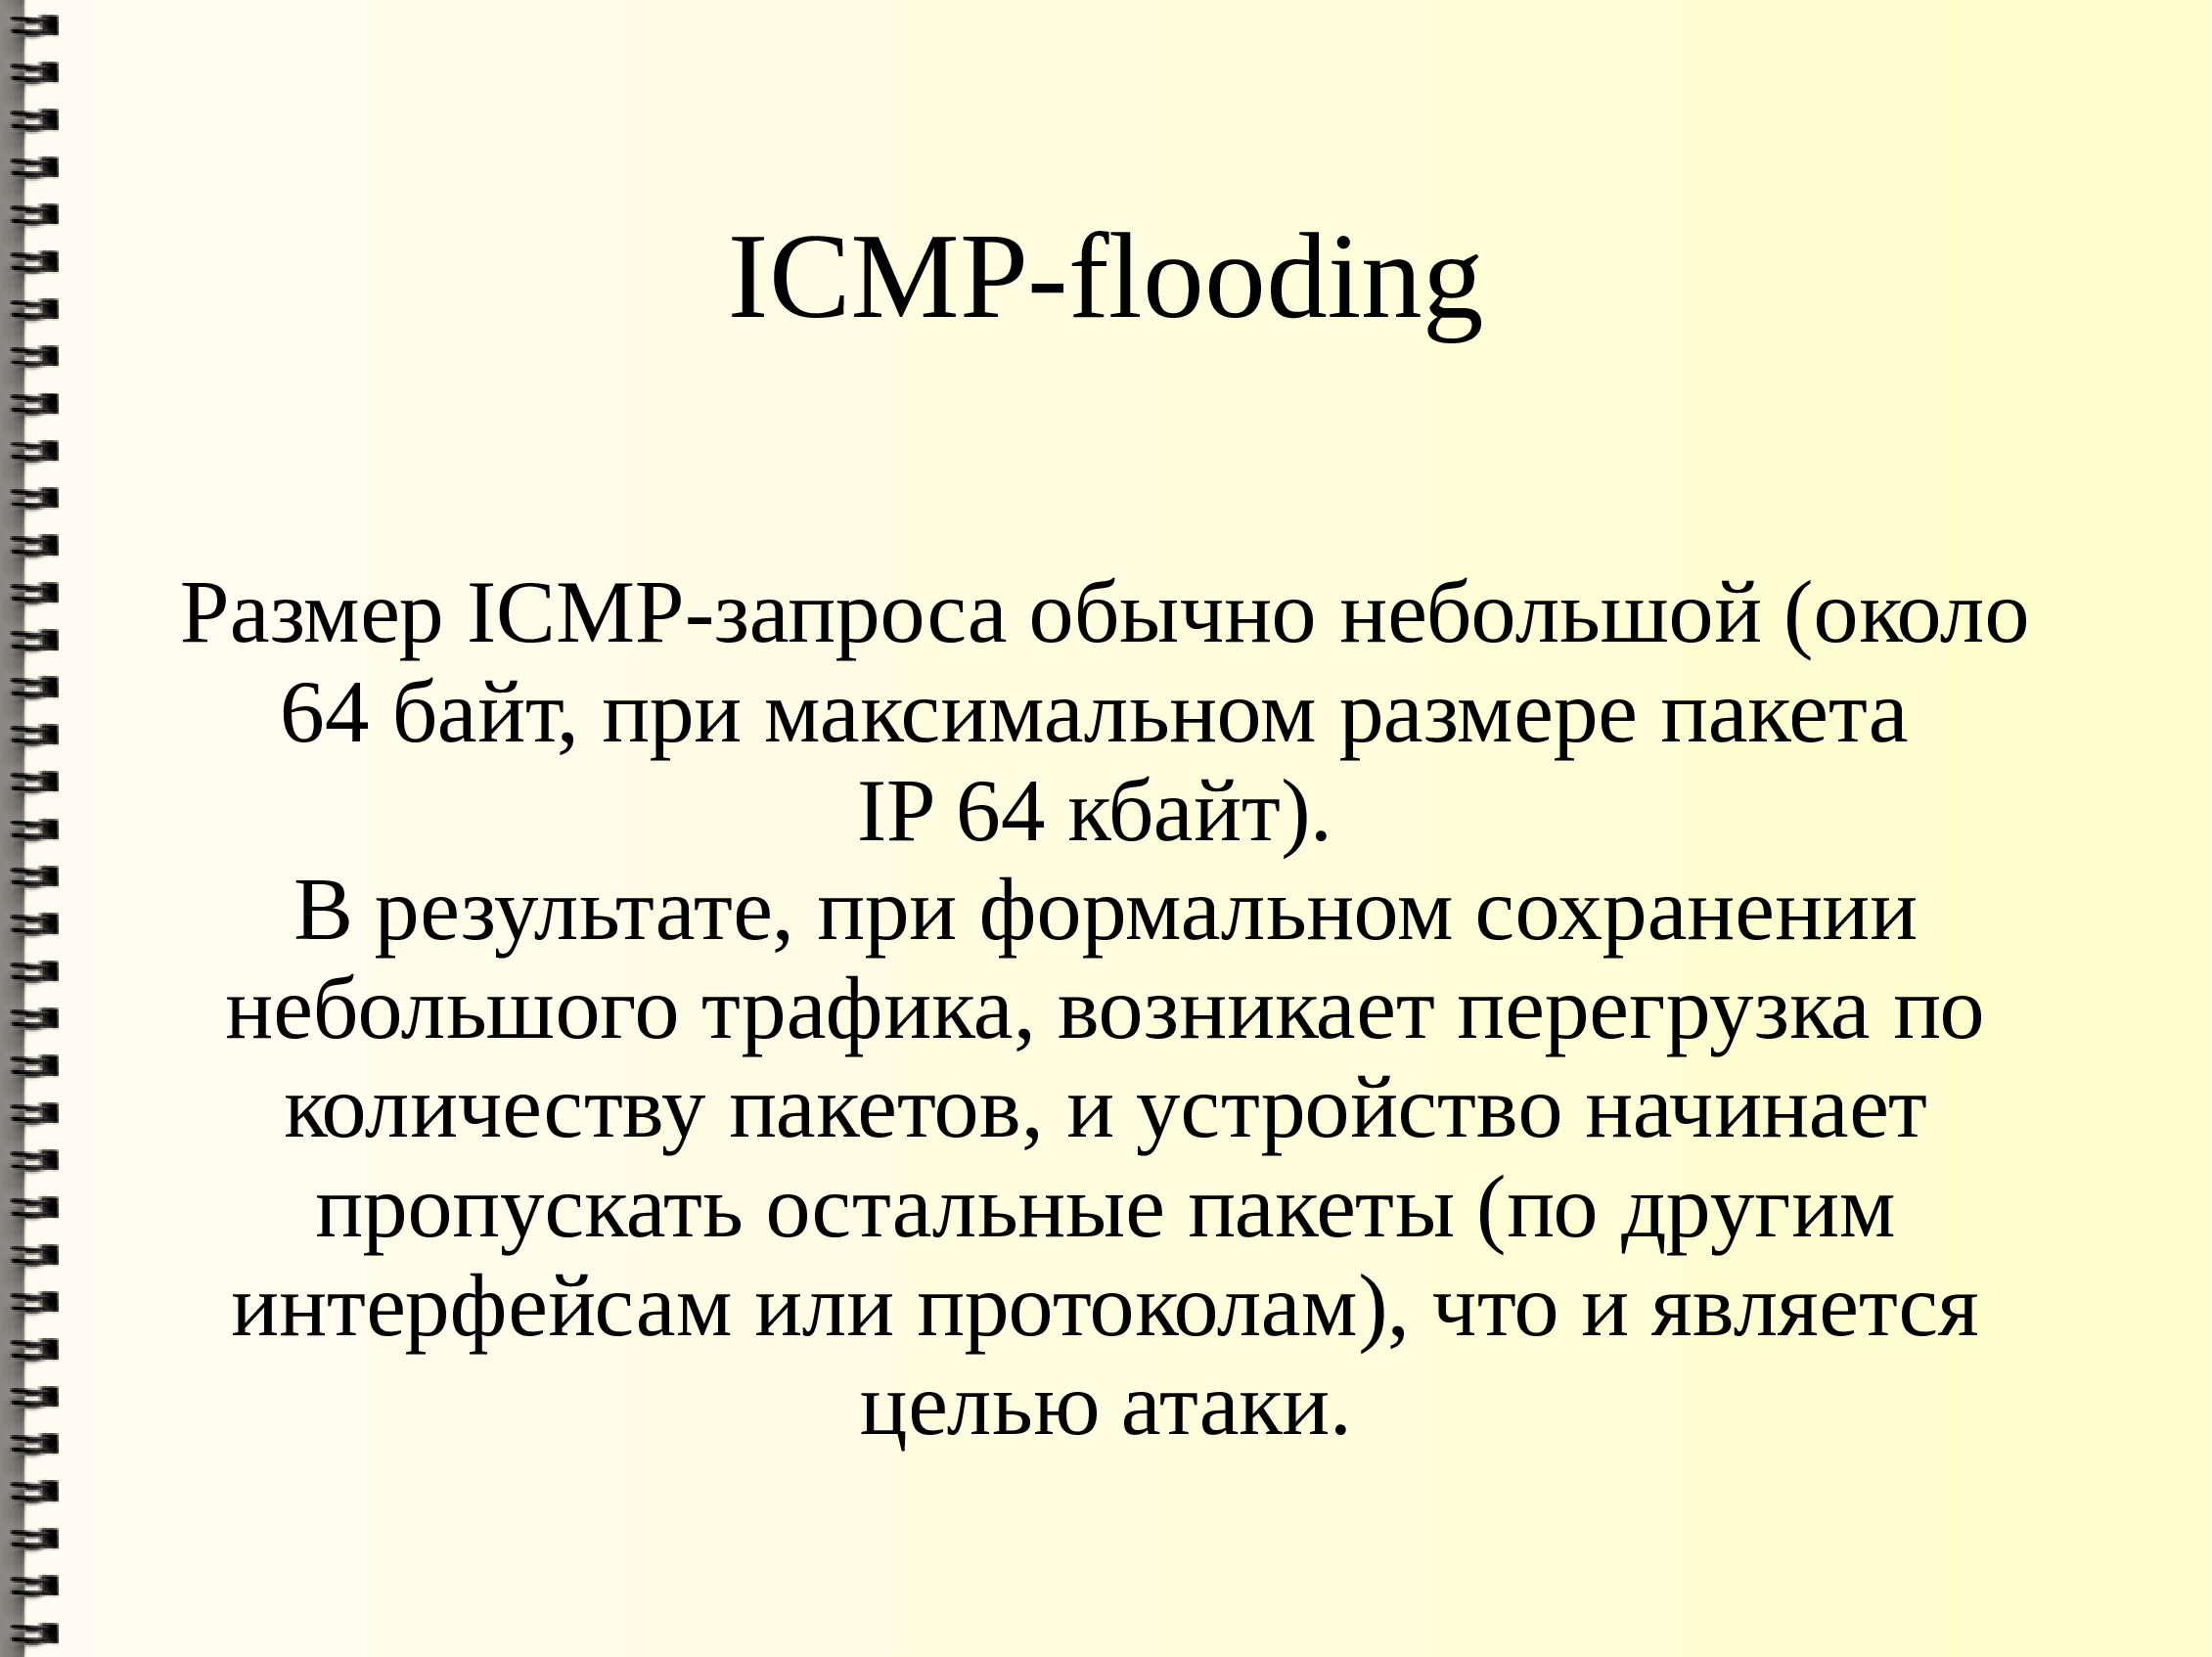 ICMP-flooding
Размер ICMP-запроса обычно небольшой (около
64 байт, при максимальном размере пакета
IP 64 кбайт).
В результате, при формальном сохранении
небольшого трафика, возникает перегрузка по
количеству пакетов, и устройство начинает
пропускать остальные пакеты (по другим
интерфейсам или протоколам), что и является
целью атаки.